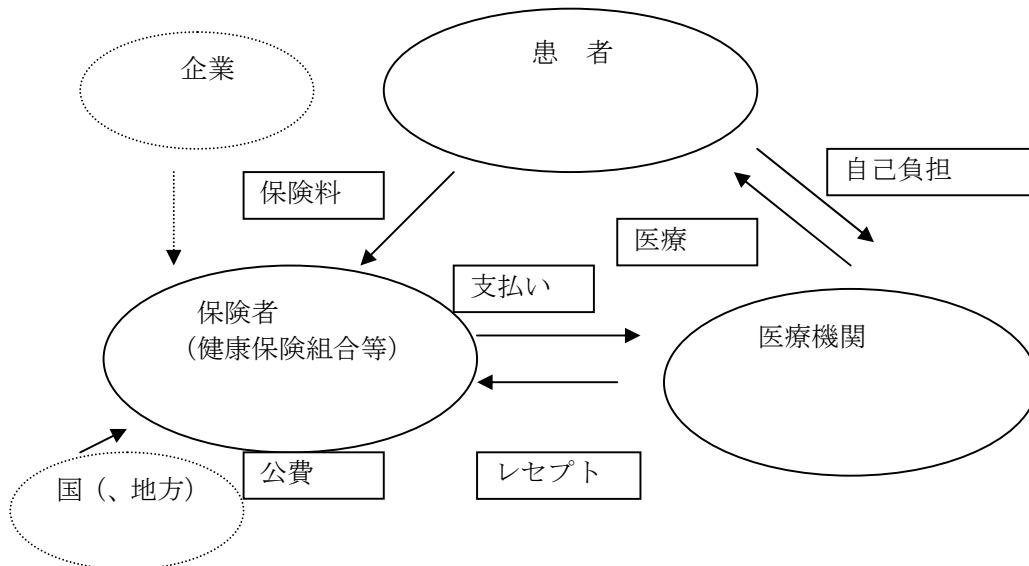 企業
患　者
保険料
自己負担
医療
支払い
保険者
（健康保険組合等）
医療機関
公費
レセプト
国（、地方）